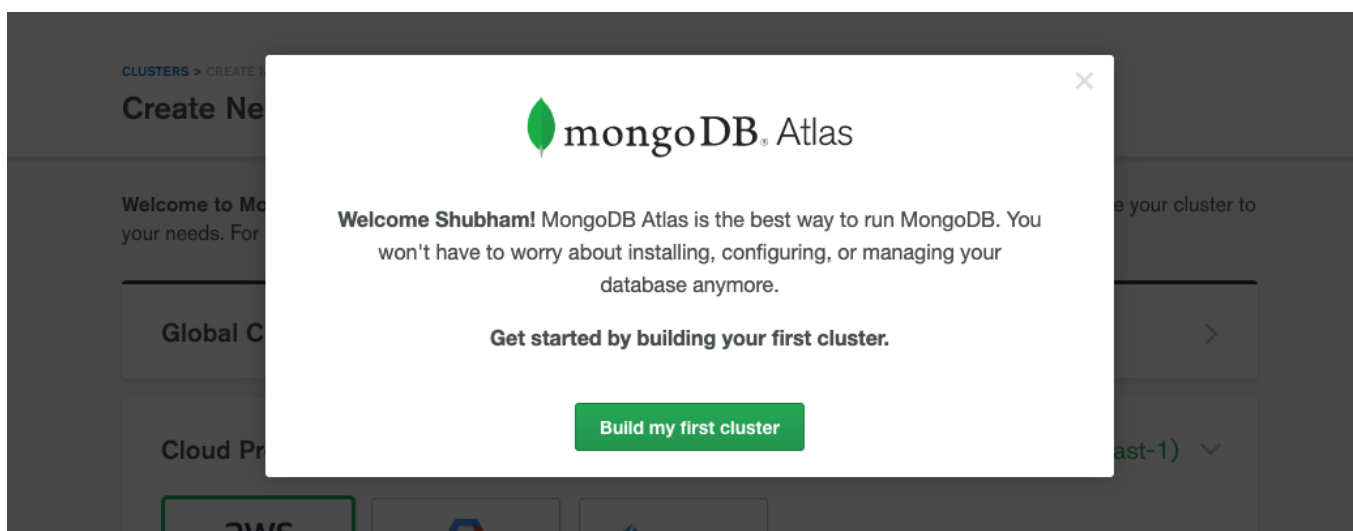 CLUSTERS > CREATE
Create Ne
mongoDB® Atlas
Welcome to Mo
e your cluster to
your needs. For
Welcome Shubham! MongoDB Atlas is the best way to run MongoDB. You
won't have to worry about installing, configuring, or managing your
database anymore.
Get started by building your first cluster.
Global C
Build my first cluster
Cloud Pr
ast-1)
aws